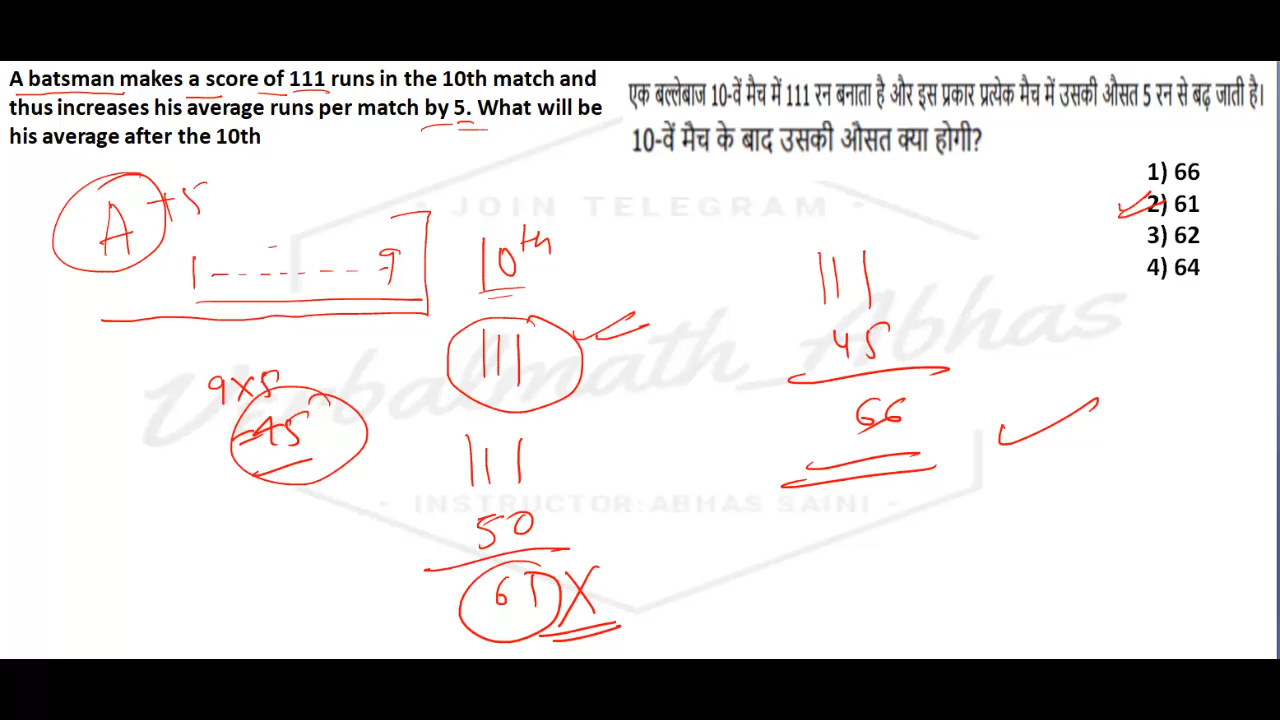 A batsman makes a score of 111 runs in the 10th match and
thus increases his average runs per match by 5. What will be
his average after the 10th
एक बल्लेबाज 10-वें मैच में 111 रन बनाता है और इस प्रकार प्रत्येक मैच में उसकी औसत 5 रन से बढ़ जाती है।
10-वें मैच के बाद उसकी औसत क्या होगी?
1) 66
2) 61
3) 62
4) 64
· JOIN TELEGRAM ·
A +5
1 - - - - - - - 9
10th
111
9×5
45
111
50
61 X
111
45
66
Verbalmath_Abhas
· INSTRUCTOR:ABHAS SAINI ·